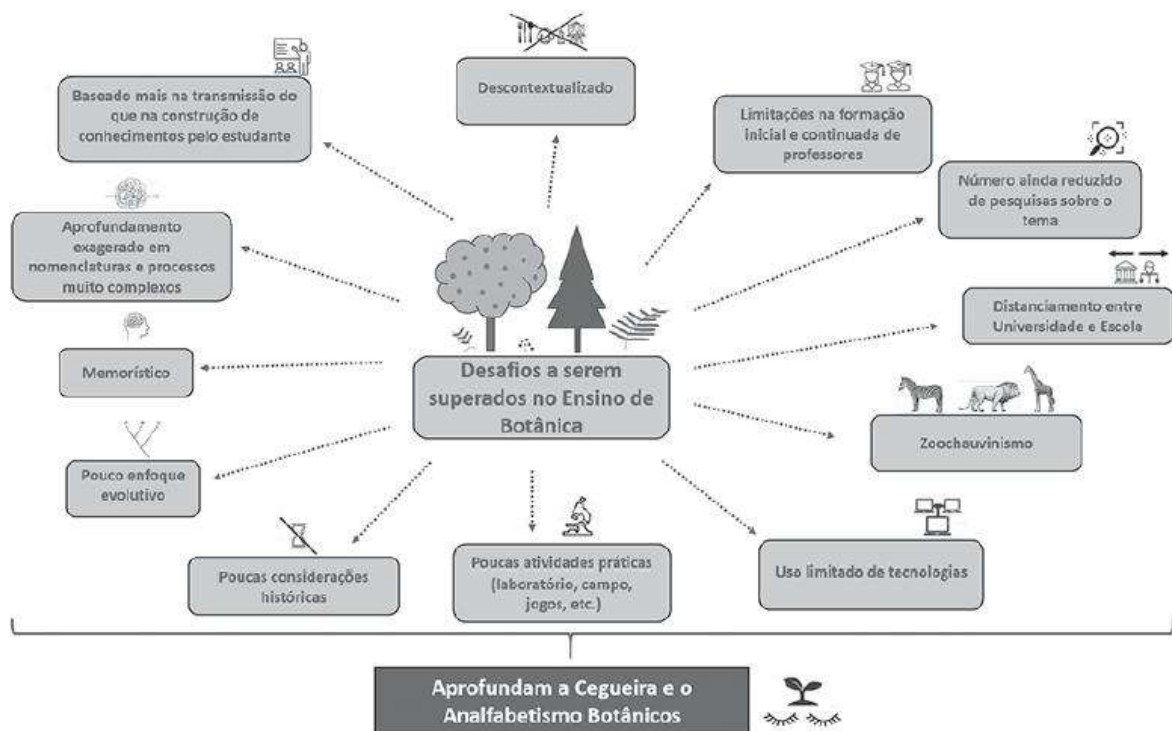 Baseado mais na transmissão do
que na construção de
conhecimentos pelo estudante
Descontextualizado
Limitações na formação
inicial e continuada de
professores
Número ainda reduzido
de pesquisas sobre o
tema
Aprofundamento
exagerado em
nomenclaturas e processos
muito complexos
Distanciamento entre
Universidade e Escola
Memorístico
Desafios a serem
superados no Ensino de
Botânica
Zoochauvinismo
Pouco enfoque
evolutivo
Poucas considerações
históricas
Poucas atividades práticas
(laboratório, campo,
jogos, etc.)
Uso limitado de tecnologias
Aprofundam a Cegueira e o
Analfabetismo Botânicos